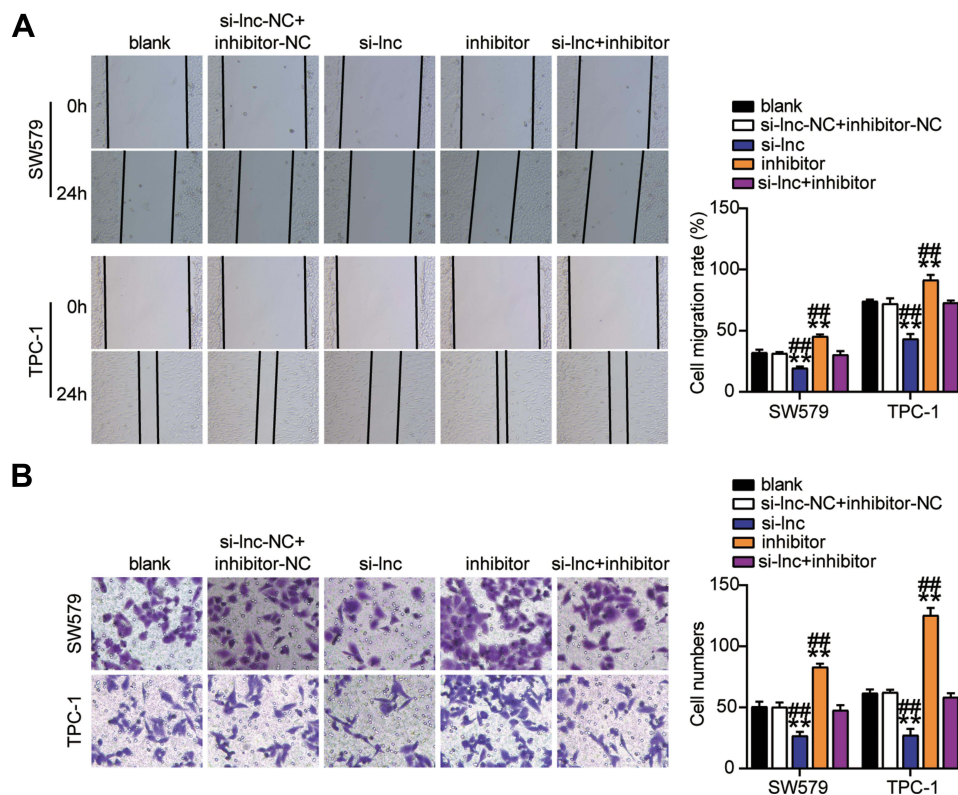 A
blank
si-lnc-NC+
inhibitor-NC
si-lnc
inhibitor
si-lnc+inhibitor
SW579
0h
24h
TPC-1
0h
24h
blank
si-lnc-NC+inhibitor-NC
si-lnc
inhibitor
si-lnc+inhibitor
Cell migration rate (%)
150
100
50
0
##
**
##
**
##
**
##
**
SW579
TPC-1
B
blank
si-lnc-NC+
inhibitor-NC
si-lnc
inhibitor
si-lnc+inhibitor
SW579
TPC-1
blank
si-lnc-NC+inhibitor-NC
si-lnc
inhibitor
si-lnc+inhibitor
Cell numbers
150
100
50
0
##
**
##
**
##
**
##
**
SW579
TPC-1